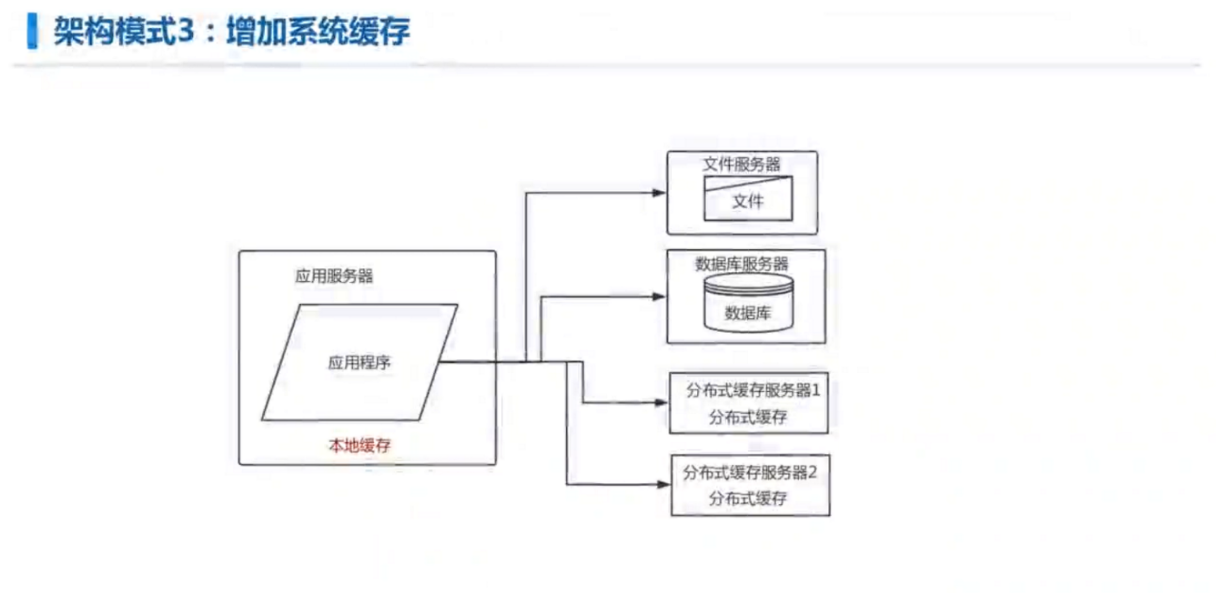 架构模式3：增加系统缓存
文件服务器
文件
应用服务器
数据库服务器
数据库
应用程序
分布式缓存服务器1
分布式缓存
本地缓存
分布式缓存服务器2
分布式缓存